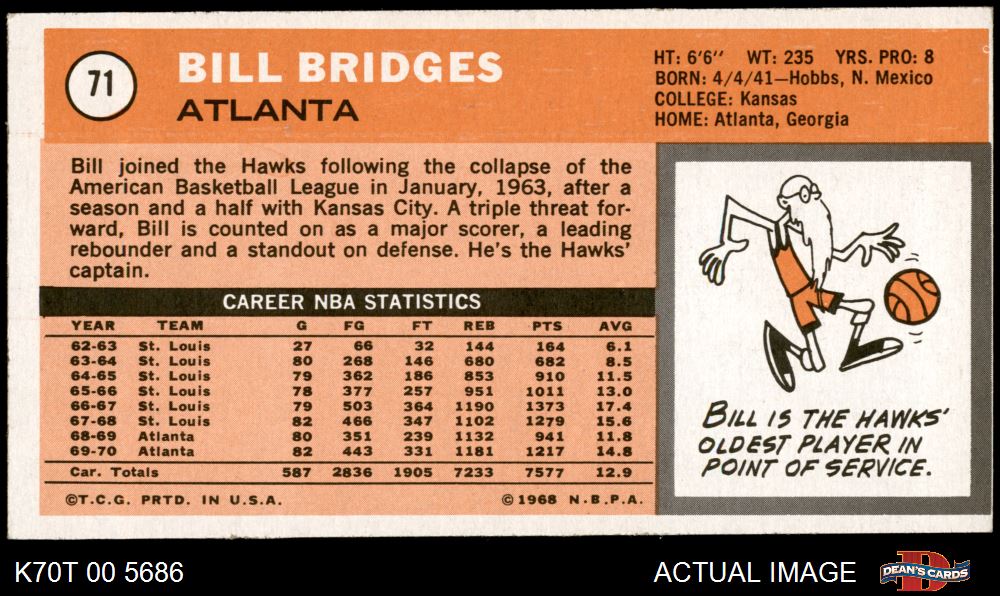 71
BILL BRIDGES
ATLANTA
HT: 6'6" WT: 235 YRS. PRO: 8
BORN: 4/4/41—Hobbs, N. Mexico
COLLEGE: Kansas
HOME: Atlanta, Georgia
Bill joined the Hawks following the collapse of the
American Basketball League in January, 1963, after a
season and a half with Kansas City. A triple threat for-
ward, Bill is counted on as a major scorer, a leading
rebounder and a standout on defense. He's the Hawks'
captain.
CAREER NBA STATISTICS
YEAR TEAM G FG FT REB PTS AVG
62-63 St. Louis 27 66 32 144 164 6.1
63-64 St. Louis 80 268 146 680 682 8.5
64-65 St. Louis 79 362 186 853 910 11.5
65-66 St. Louis 78 377 257 951 1011 13.0
66-67 St. Louis 79 503 364 1190 1373 17.4
67-68 St. Louis 82 466 347 1102 1279 15.6
68-69 Atlanta 80 351 239 1132 941 11.8
69-70 Atlanta 82 443 331 1181 1217 14.8
Car. Totals 587 2836 1905 7233 7577 12.9
©T.C.G. PRTD. IN U.S.A. ©1968 N.B.P.A.
BILL IS THE HAWKS'
OLDEST PLAYER IN
POINT OF SERVICE.
K70T 00 5686
ACTUAL IMAGE
D
DEAN'S CARDS